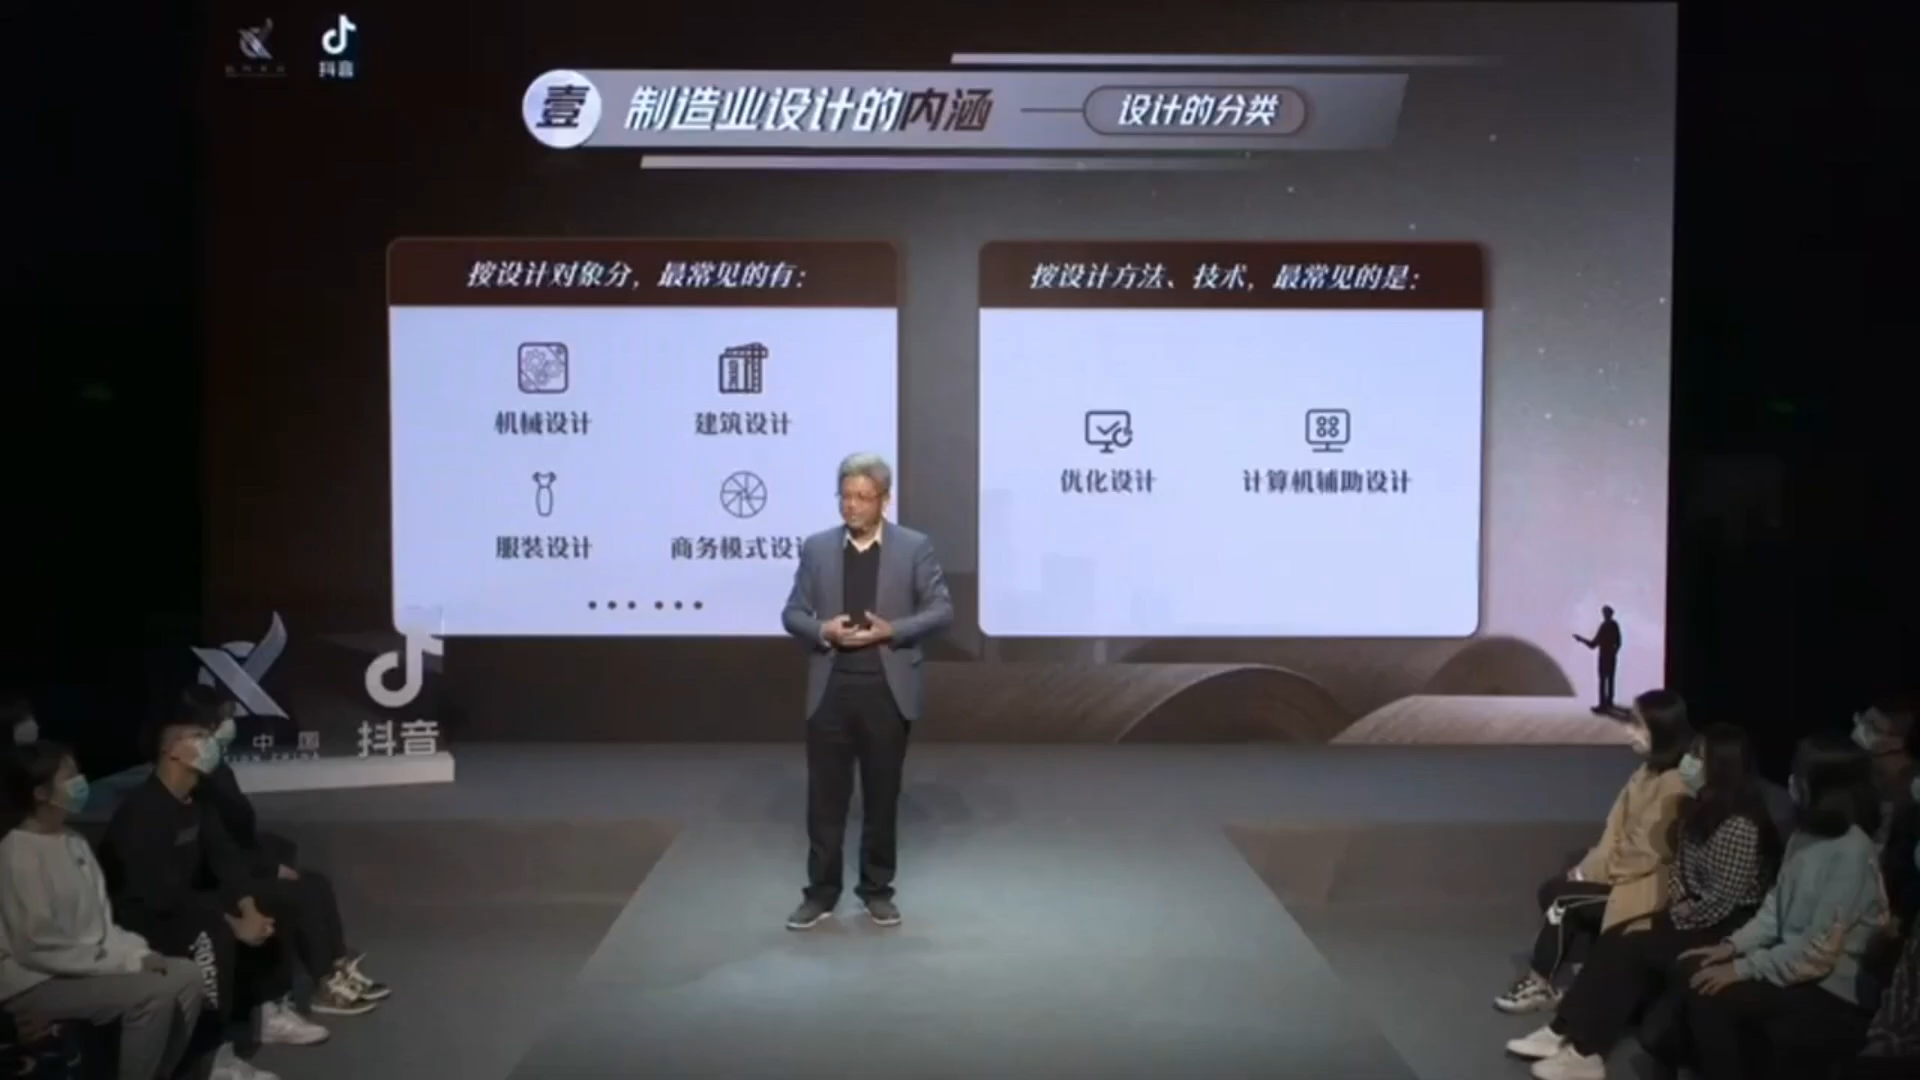 抖音
壹 制造业设计的内涵 设计的分类
按设计对象分，最常见的有：
机械设计 建筑设计
服装设计 商务模式设
......
按设计方法、技术，最常见的是：
优化设计 计算机辅助设计
中国
抖音